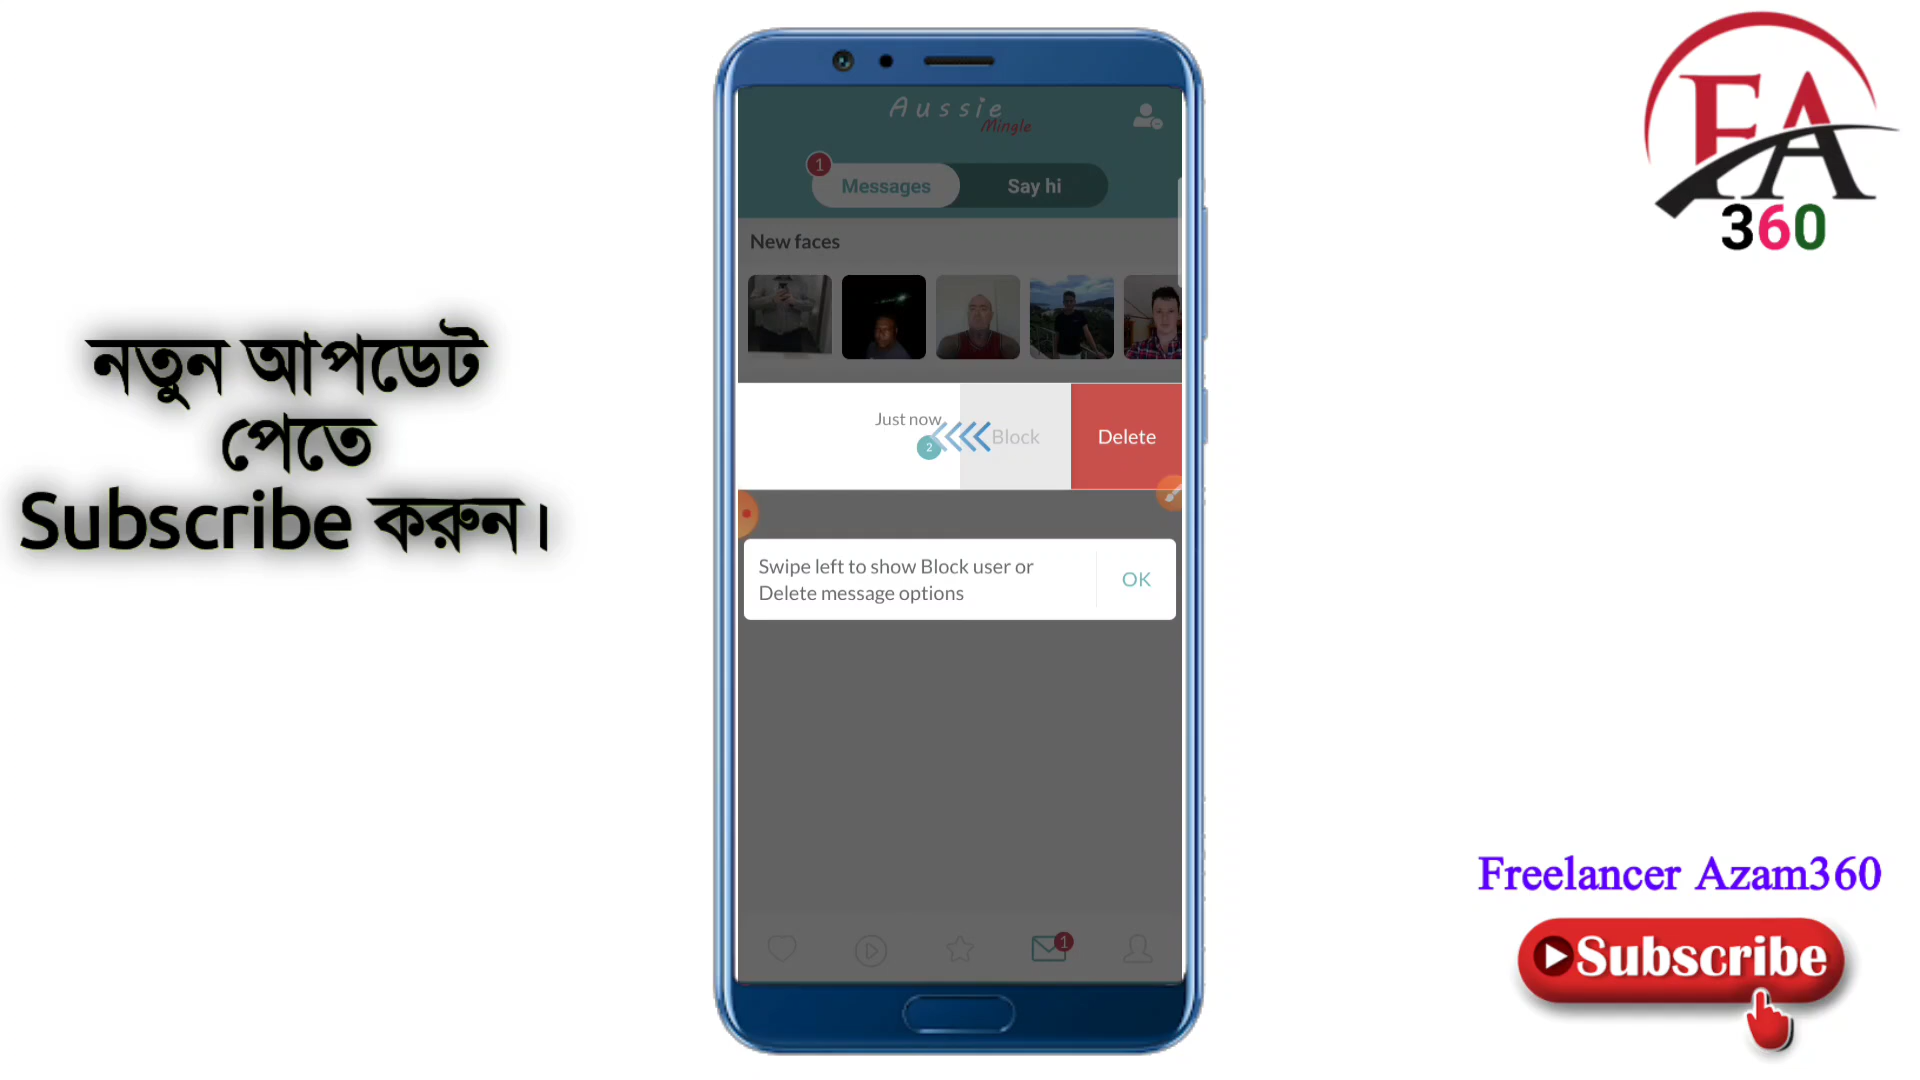 Aussie
Mingle
1
Messages
Say hi
New faces
Just now
2
Block
Delete
Swipe left to show Block user or
Delete message options
OK
1
নতুন আপডেট
পেতে
Subscribe করুন।
FA
360
Freelancer Azam360
Subscribe